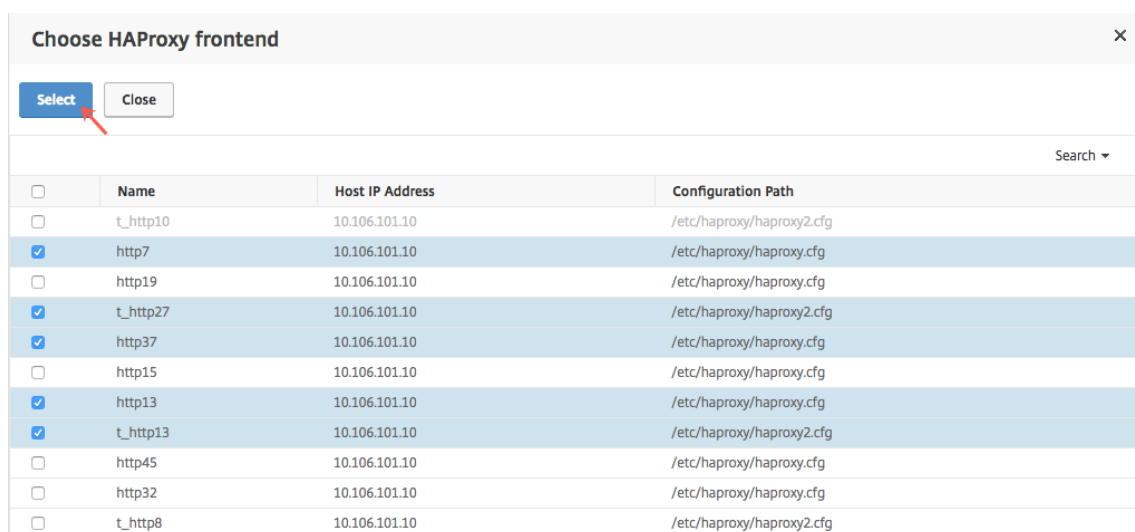 Choose HAProxy frontend ×
Select Close
Search
Name Host IP Address Configuration Path
t_http10 10.106.101.10 /etc/haproxy/haproxy2.cfg
http7 10.106.101.10 /etc/haproxy/haproxy.cfg
http19 10.106.101.10 /etc/haproxy/haproxy.cfg
t_http27 10.106.101.10 /etc/haproxy/haproxy2.cfg
http37 10.106.101.10 /etc/haproxy/haproxy.cfg
http15 10.106.101.10 /etc/haproxy/haproxy.cfg
http13 10.106.101.10 /etc/haproxy/haproxy.cfg
t_http13 10.106.101.10 /etc/haproxy/haproxy2.cfg
http45 10.106.101.10 /etc/haproxy/haproxy.cfg
http32 10.106.101.10 /etc/haproxy/haproxy.cfg
t_http8 10.106.101.10 /etc/haproxy/haproxy2.cfg